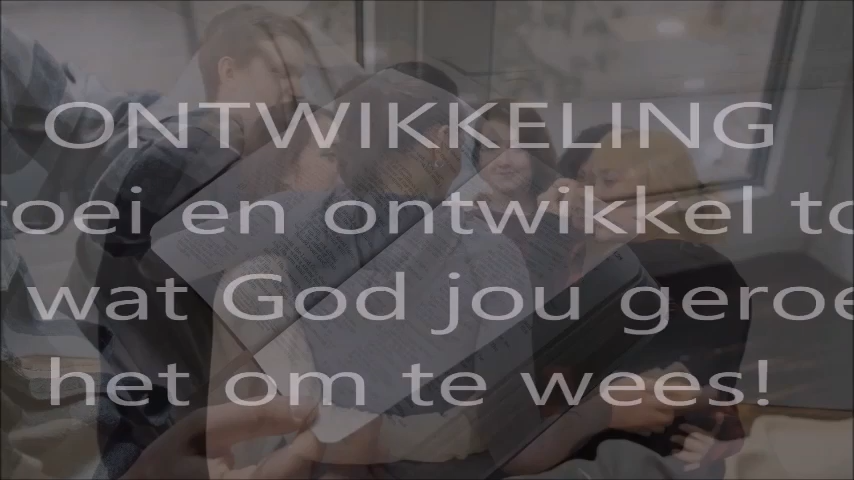 ONTWIKKELING
roei en ontwikkel to
wat God jou geroe
het om te wees!